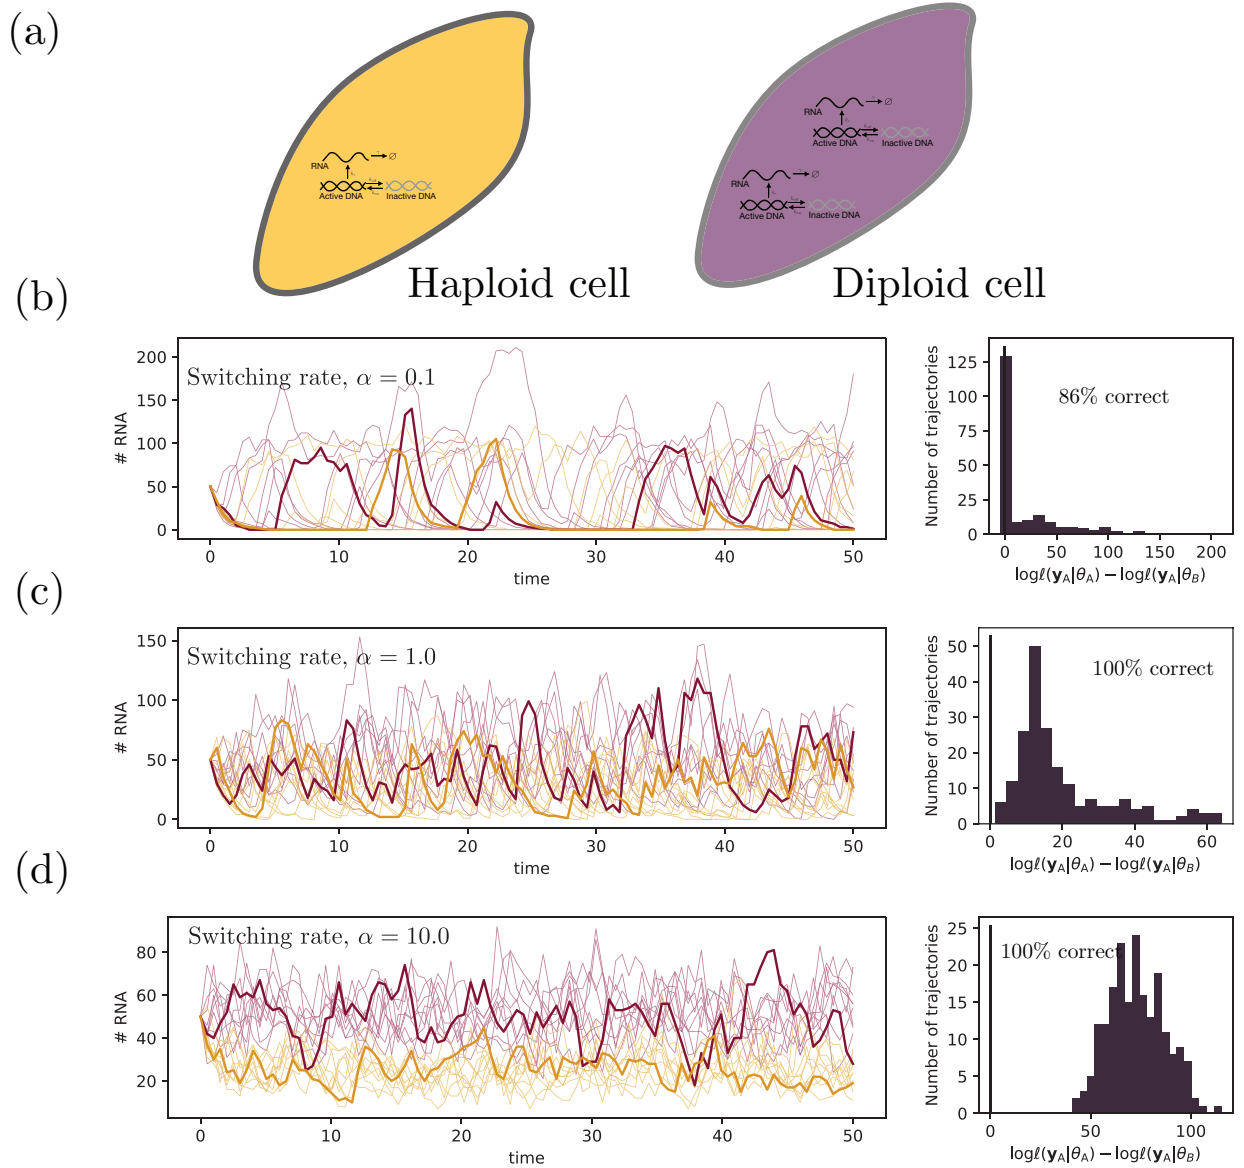 (a)
RNA
∅
Active DNA
Inactive DNA
RNA
∅
Active DNA
Inactive DNA
RNA
∅
Active DNA
Inactive DNA
Haploid cell
Diploid cell
(b)
Switching rate, α = 0.1
# RNA
200
150
100
50
0
0 10 20 30 40 50
time
86% correct
Number of trajectories
125
100
75
50
25
0
0 50 100 150 200
logℓ(y_A|θ_A) − logℓ(y_A|θ_B)
(c)
Switching rate, α = 1.0
# RNA
150
100
50
0
0 10 20 30 40 50
time
100% correct
Number of trajectories
50
40
30
20
10
0
0 20 40 60
logℓ(y_A|θ_A) − logℓ(y_A|θ_B)
(d)
Switching rate, α = 10.0
# RNA
80
60
40
20
0 10 20 30 40 50
time
100% correct
Number of trajectories
25
20
15
10
5
0
0 50 100
logℓ(y_A|θ_A) − logℓ(y_A|θ_B)